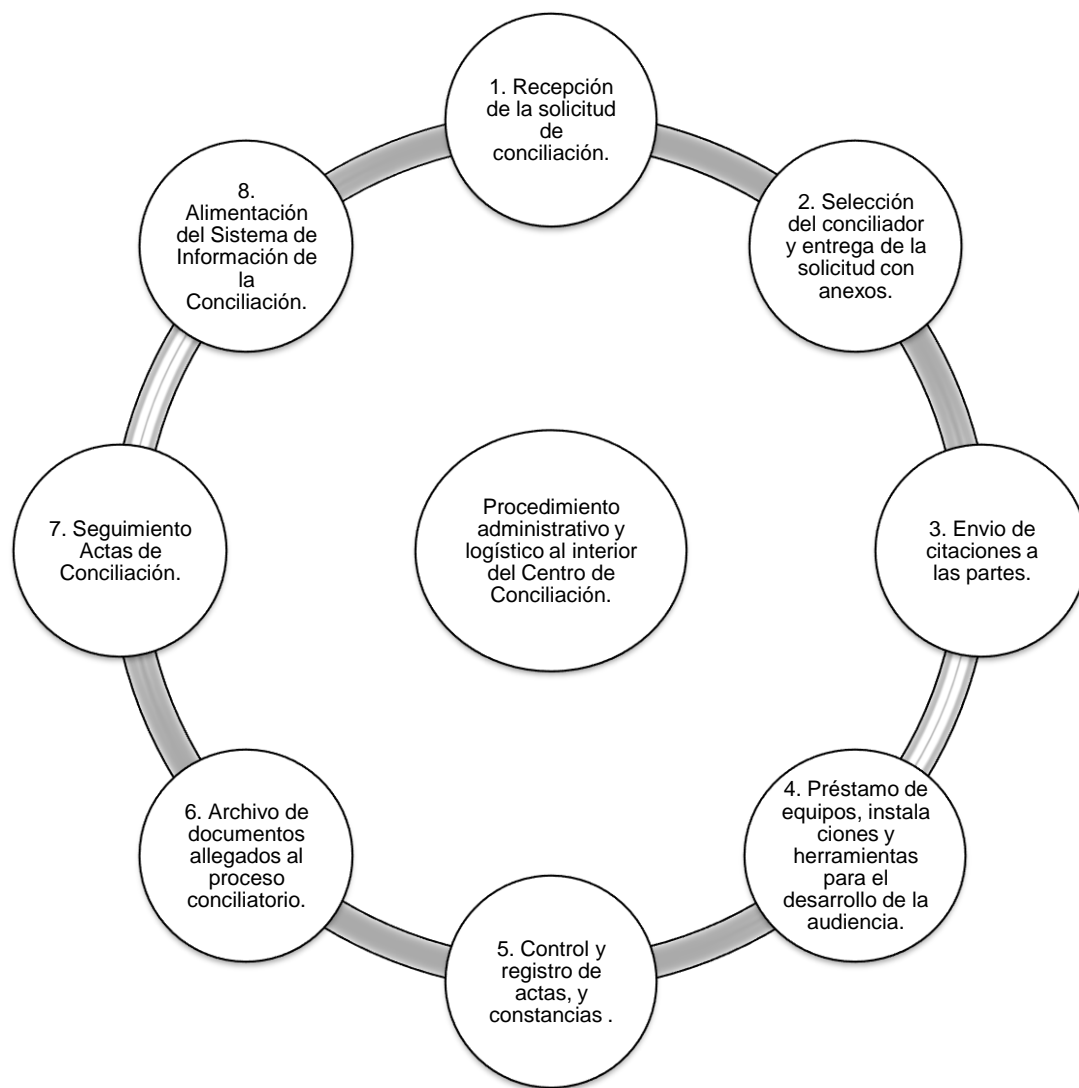 1. Recepción
de la solicitud
de
conciliación.
2. Selección
del conciliador
y entrega de la
solicitud con
anexos.
3. Envio de
citaciones a
las partes.
4. Préstamo de
equipos, instala
ciones y
herramientas
para el
desarrollo de la
audiencia.
5. Control y
registro de
actas, y
constancias .
6. Archivo de
documentos
allegados al
proceso
conciliatorio.
7. Seguimiento
Actas de
Conciliación.
8.
Alimentación
del Sistema de
Información de
la
Conciliación.
Procedimiento
administrativo y
logístico al interior
del Centro de
Conciliación.